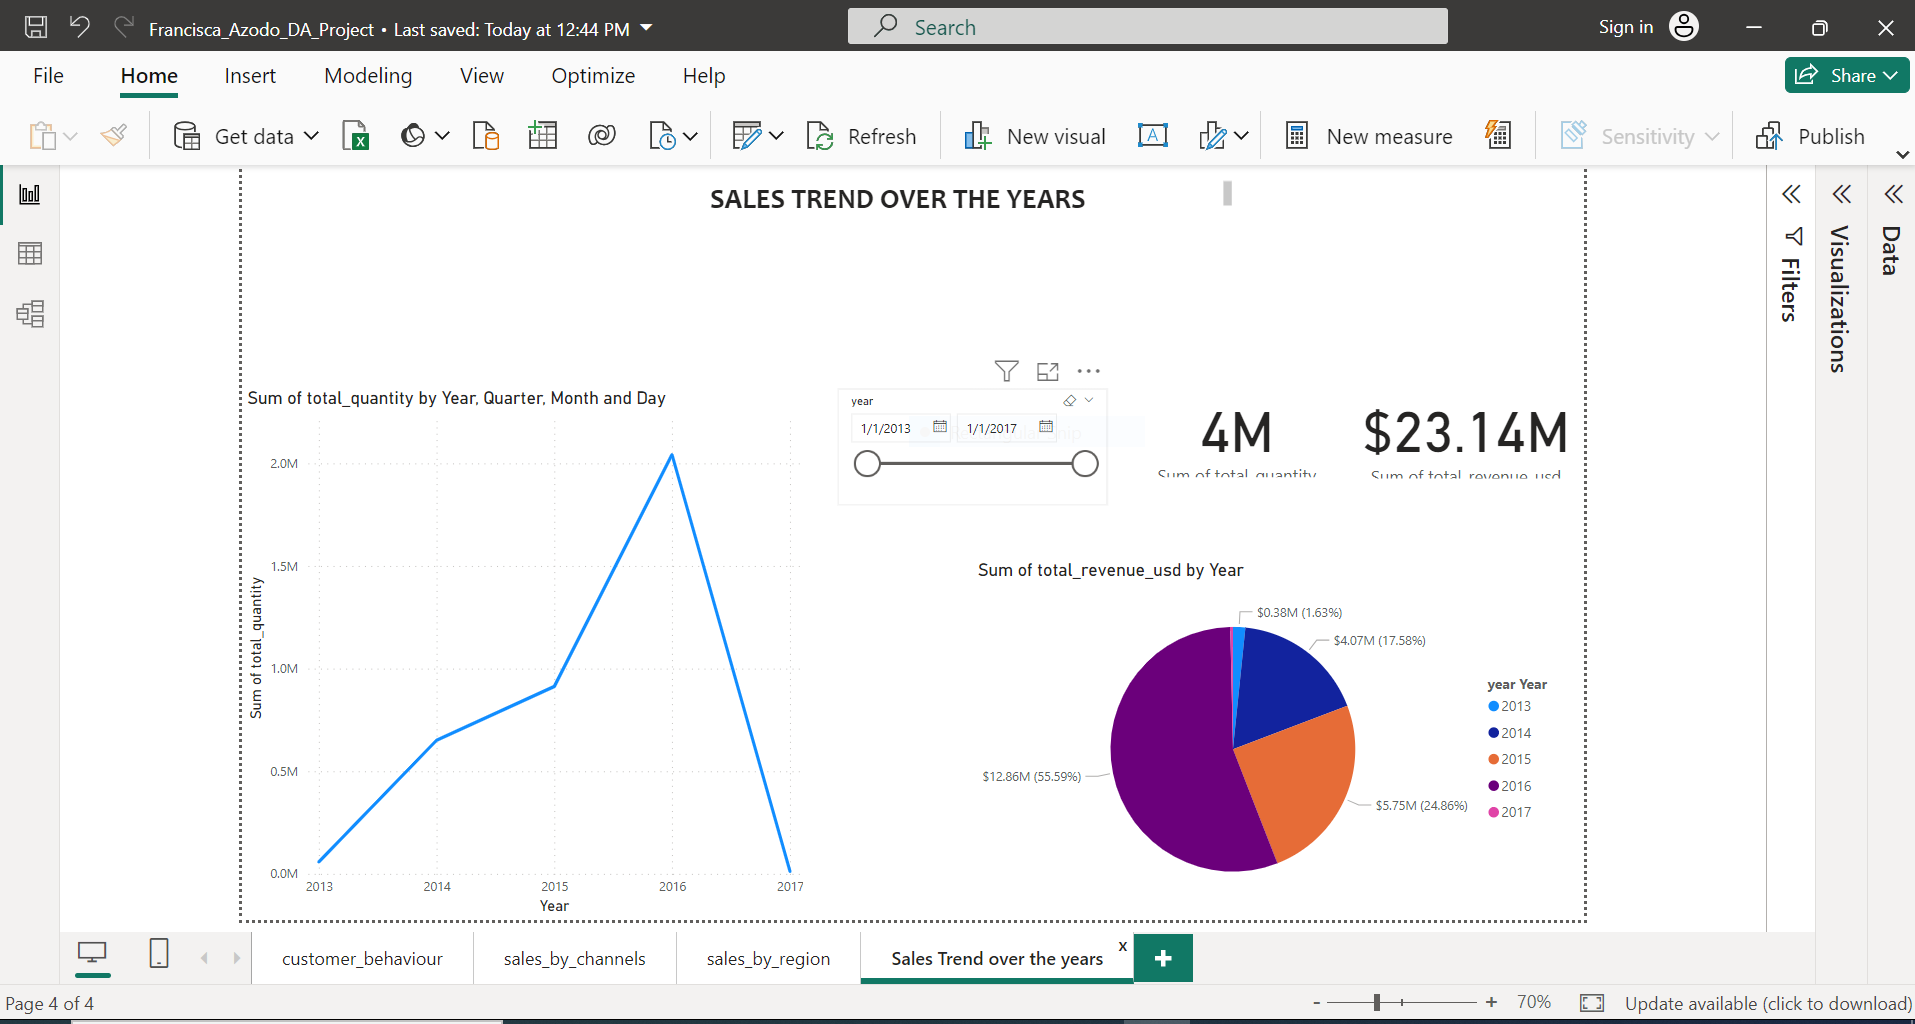 Francisca_Azodo_DA_Project • Last saved: Today at 12:44 PM
Search
Sign in
File
Home
Insert
Modeling
View
Optimize
Help
Share
Get data
Refresh
New visual
New measure
Sensitivity
Publish
SALES TREND OVER THE YEARS
Filters
Visualizations
Data
Sum of total_quantity by Year, Quarter, Month and Day
Sum of total_quantity
2.0M
1.5M
1.0M
0.5M
0.0M
2013
2014
2015
2016
2017
Year
year
1/1/2013
1/1/2017
4M
Sum of total_quantity
$23.14M
Sum of total_revenue_usd
Sum of total_revenue_usd by Year
$0.38M (1.63%)
$4.07M (17.58%)
$12.86M (55.59%)
$5.75M (24.86%)
year Year
2013
2014
2015
2016
2017
customer_behaviour
sales_by_channels
sales_by_region
Sales Trend over the years
x
Page 4 of 4
- + 70%
Update available (click to download)